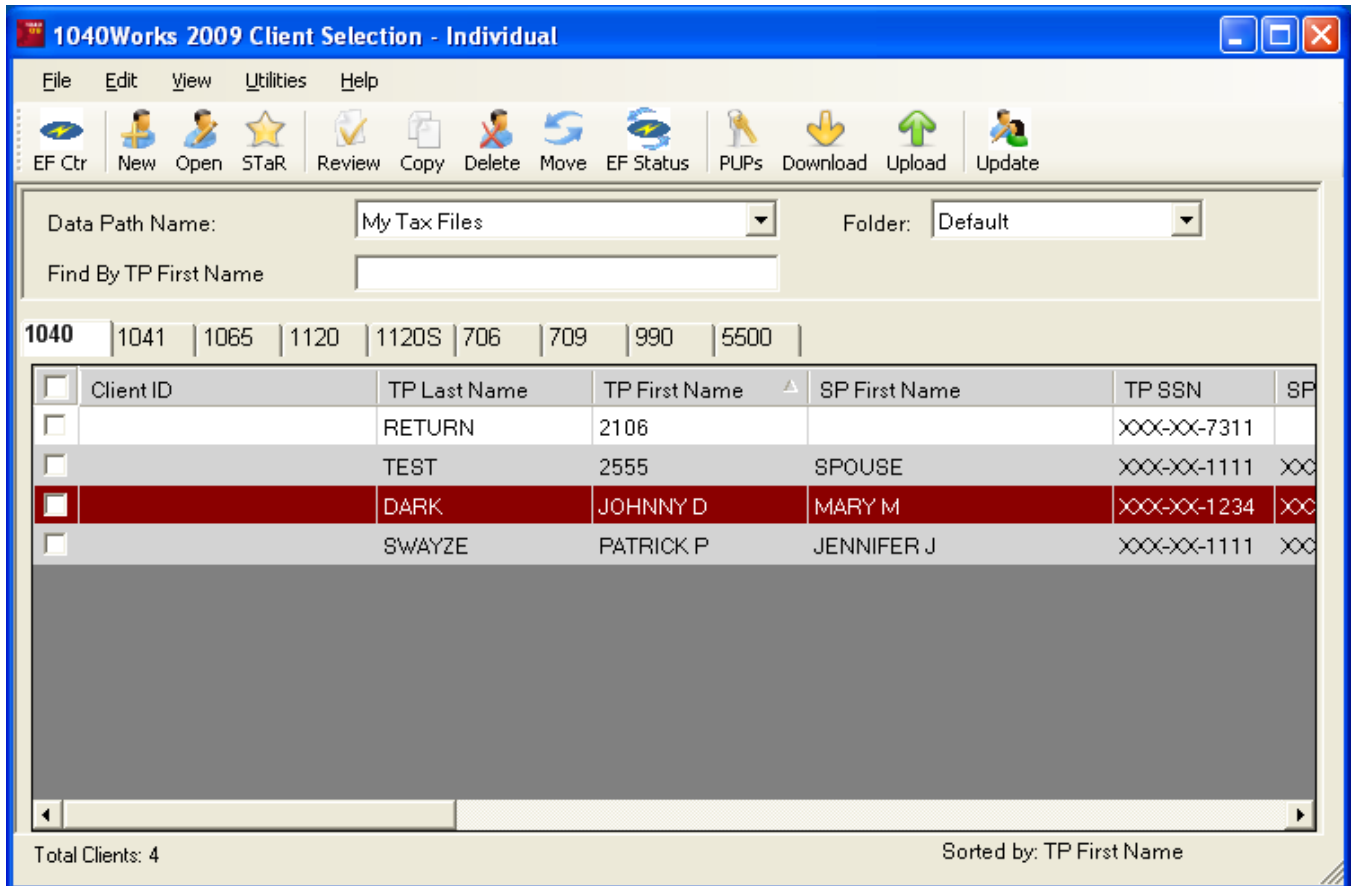 1040Works 2009 Client Selection - Individual
File Edit View Utilities Help
EF Ctr New Open STaR Review Copy Delete Move EF Status PUPs Download Upload Update
Data Path Name: My Tax Files Folder: Default
Find By TP First Name
1040 1041 1065 1120 1120S 706 709 990 5500
Client ID TP Last Name TP First Name SP First Name TP SSN SP
RETURN 2106 XXX-XX-7311
TEST 2555 SPOUSE XXX-XX-1111 XX
DARK JOHNNY D MARY M XXX-XX-1234 XX
SWAYZE PATRICK P JENNIFER J XXX-XX-1111 XX
Total Clients: 4 Sorted by: TP First Name